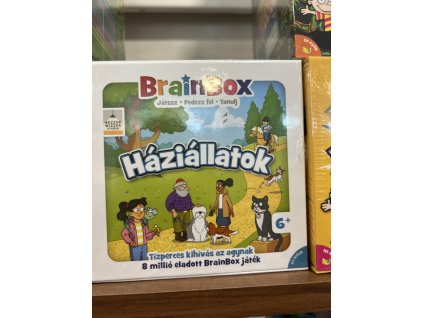 BrainBox
Játssz • Fedezz fel • Tanulj
Háziállatok
6+
Tízperces kihívás az agynak
8 millió eladott BrainBox játék